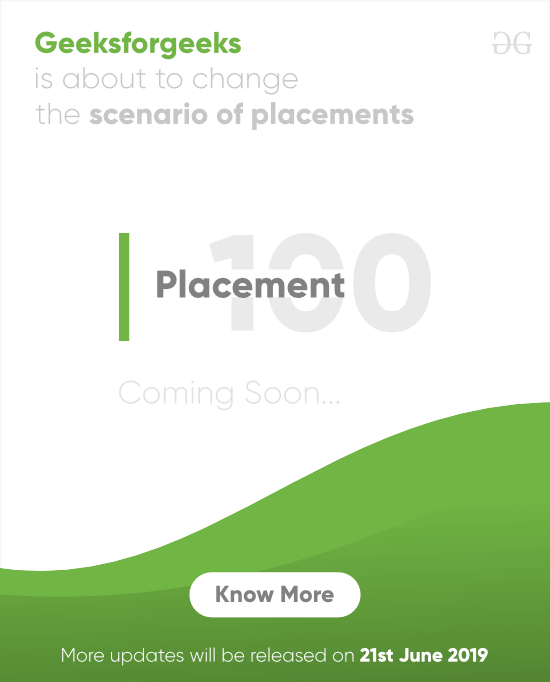 Geeksforgeeks
is about to change
the scenario of placements
GG
Placement 100
Coming Soon...
Know More
More updates will be released on 21st June 2019